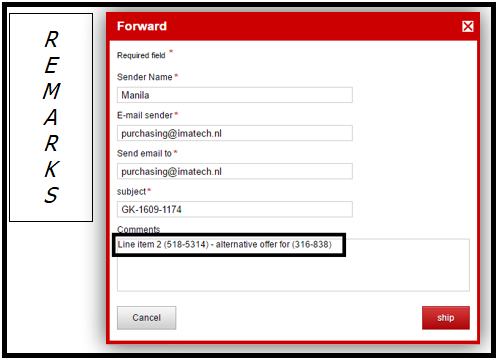 R
E
M
A
R
K
S
Forward
Required field *
Sender Name*
Manila
E-mail sender*
purchasing@imatech.nl
Send email to*
purchasing@imatech.nl
subject*
GK-1609-1174
Comments
Line item 2 (518-5314) - alternative offer for (316-838)
Cancel
ship